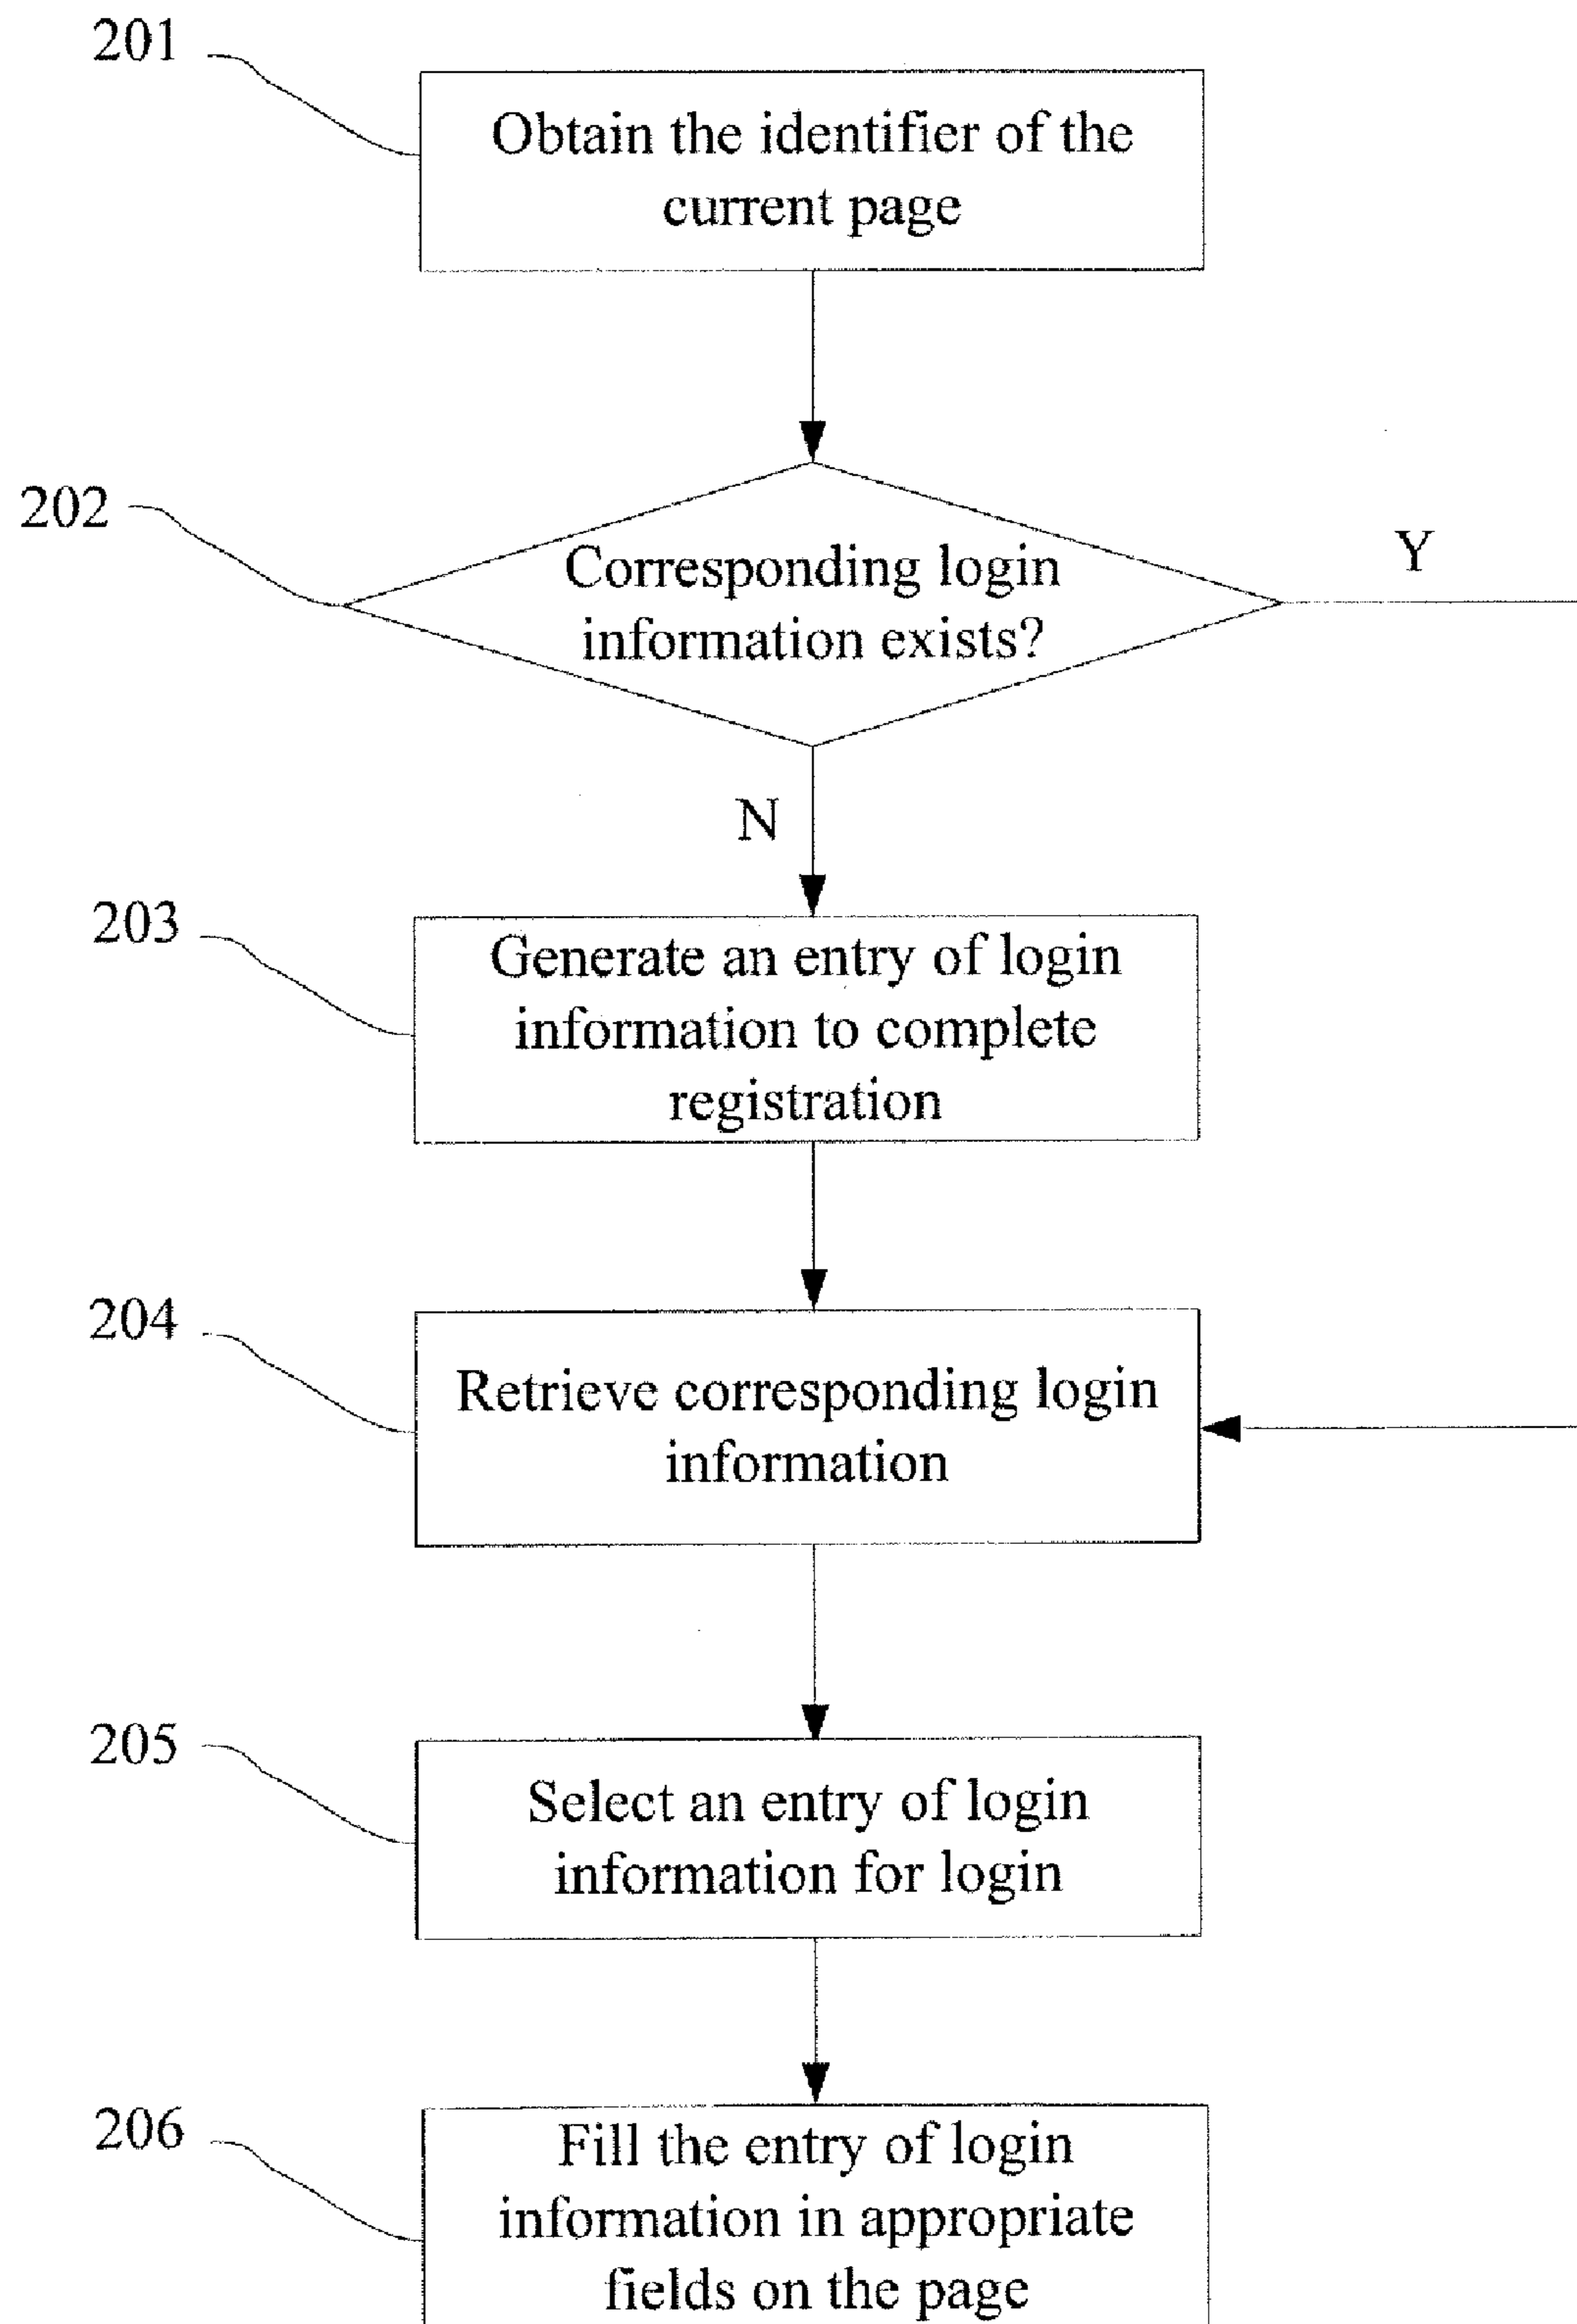 201
Obtain the identifier of the
current page
202
Corresponding login
information exists?
Y
N
203
Generate an entry of login
information to complete
registration
204
Retrieve corresponding login
information
205
Select an entry of login
information for login
206
Fill the entry of login
information in appropriate
fields on the page